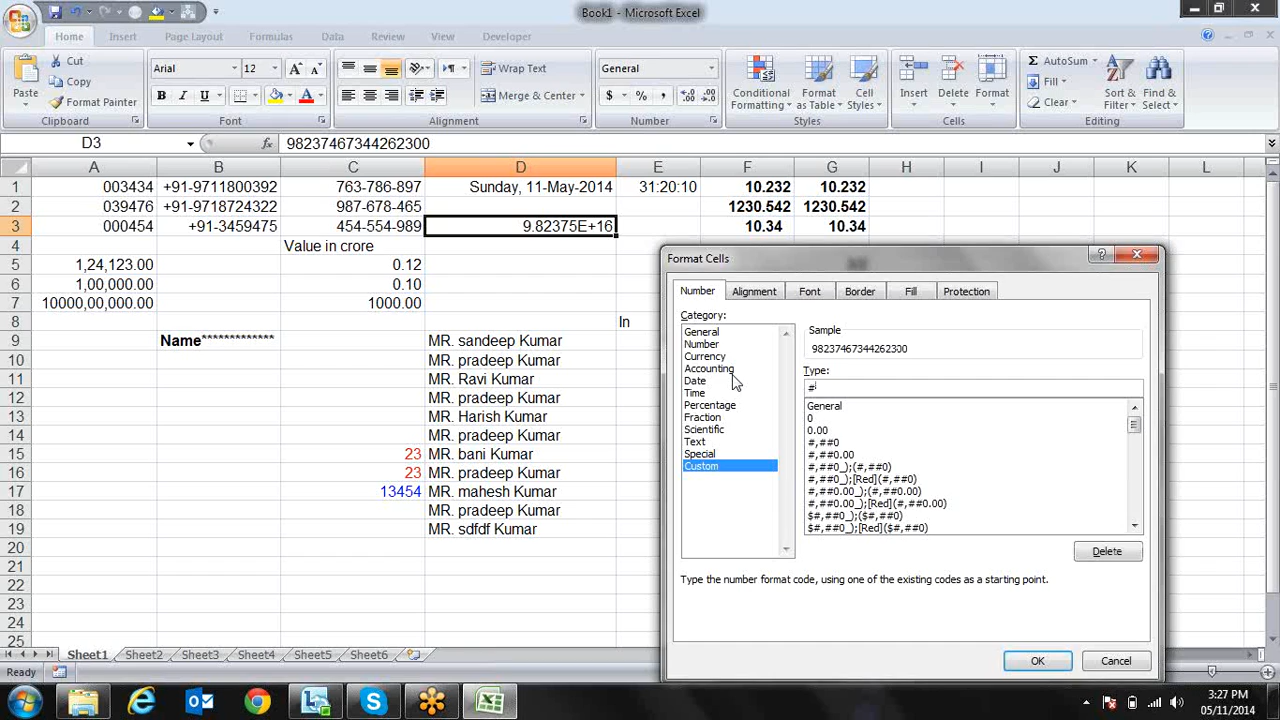 Book1 - Microsoft Excel
Home Insert Page Layout Formulas Data Review View Developer
Paste Cut Copy Format Painter
Arial 12
B I U A
Wrap Text
Merge & Center
General
$ % ,
Conditional Formatting Format as Table Cell Styles
Insert Delete Format
AutoSum Fill Clear
Sort & Filter Find & Select
Clipboard Font Alignment Number Styles Cells Editing
D3 fx 98237467344262300
A B C D E F G H I J K L
1 003434 +91-9711800392 763-786-897 Sunday, 11-May-2014 31:20:10 10.232 10.232
2 039476 +91-9718724322 987-678-465 1230.542 1230.542
3 000454 +91-3459475 454-554-989 9.82375E+16 10.34 10.34
4 Value in crore
5 1,24,123.00 0.12
6 1,00,000.00 0.10
7 10000,00,000.00 1000.00
8 In
9 Name************* MR. sandeep Kumar
10 MR. pradeep Kumar
11 MR. Ravi Kumar
12 MR. pradeep Kumar
13 MR. Harish Kumar
14 MR. pradeep Kumar
15 23 MR. bani Kumar
16 23 MR. pradeep Kumar
17 13454 MR. mahesh Kumar
18 MR. pradeep Kumar
19 MR. sdfdf Kumar
20
21
22
23
24
25
Format Cells
Number Alignment Font Border Fill Protection
Category:
General
Number
Currency
Accounting
Date
Time
Percentage
Fraction
Scientific
Text
Special
Custom
Sample
98237467344262300
Type:
#
General
0
0.00
#,##0
#,##0.00
#,##0_);(#,##0)
#,##0_);[Red](#,##0)
#,##0.00_);(#,##0.00)
#,##0.00_);[Red](#,##0.00)
$#,##0_);($#,##0)
$#,##0_);[Red]($#,##0)
Delete
Type the number format code, using one of the existing codes as a starting point.
OK Cancel
Sheet1 Sheet2 Sheet3 Sheet4 Sheet5 Sheet6
Ready
3:27 PM
05/11/2014